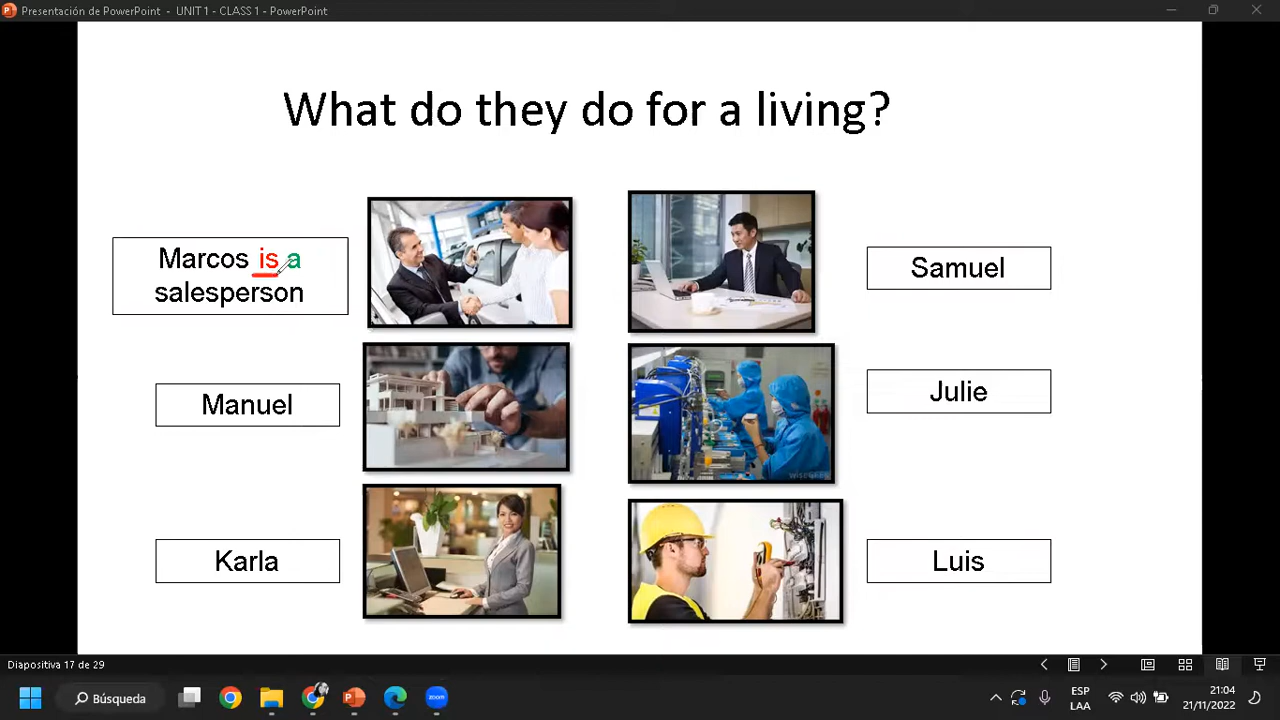 Presentación de PowerPoint - UNIT 1 - CLASS 1 - PowerPoint
What do they do for a living?
Marcos is a
salesperson
Samuel
Manuel
Julie
Karla
Luis
Diapositiva 17 de 29
Búsqueda
zoom
ESP
LAA
21:04
21/11/2022